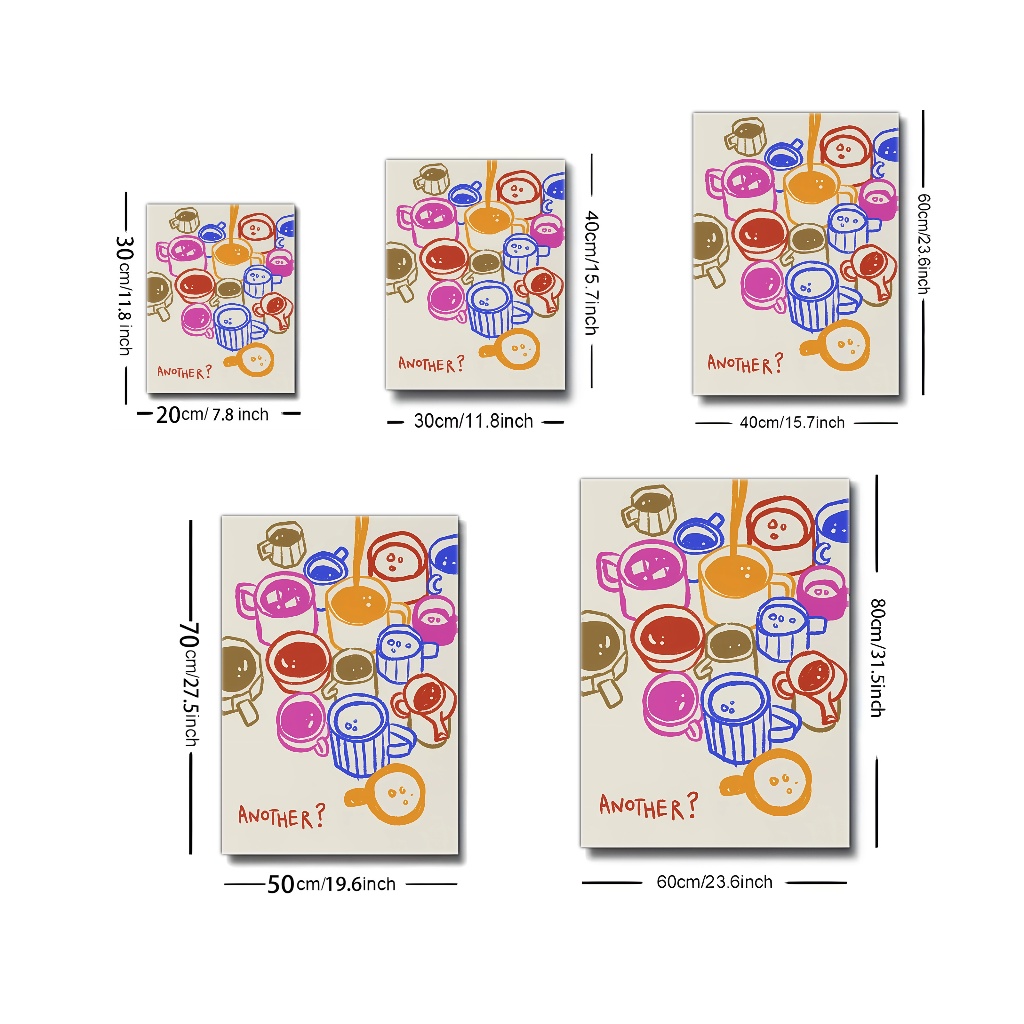 30cm/11.8 inch
ANOTHER?
20cm/ 7.8 inch
40cm/15.7inch
ANOTHER?
30cm/11.8inch
60cm/23.6inch
ANOTHER?
40cm/15.7inch
70cm/27.5inch
ANOTHER?
50cm/19.6inch
80cm/31.5inch
ANOTHER?
60cm/23.6inch